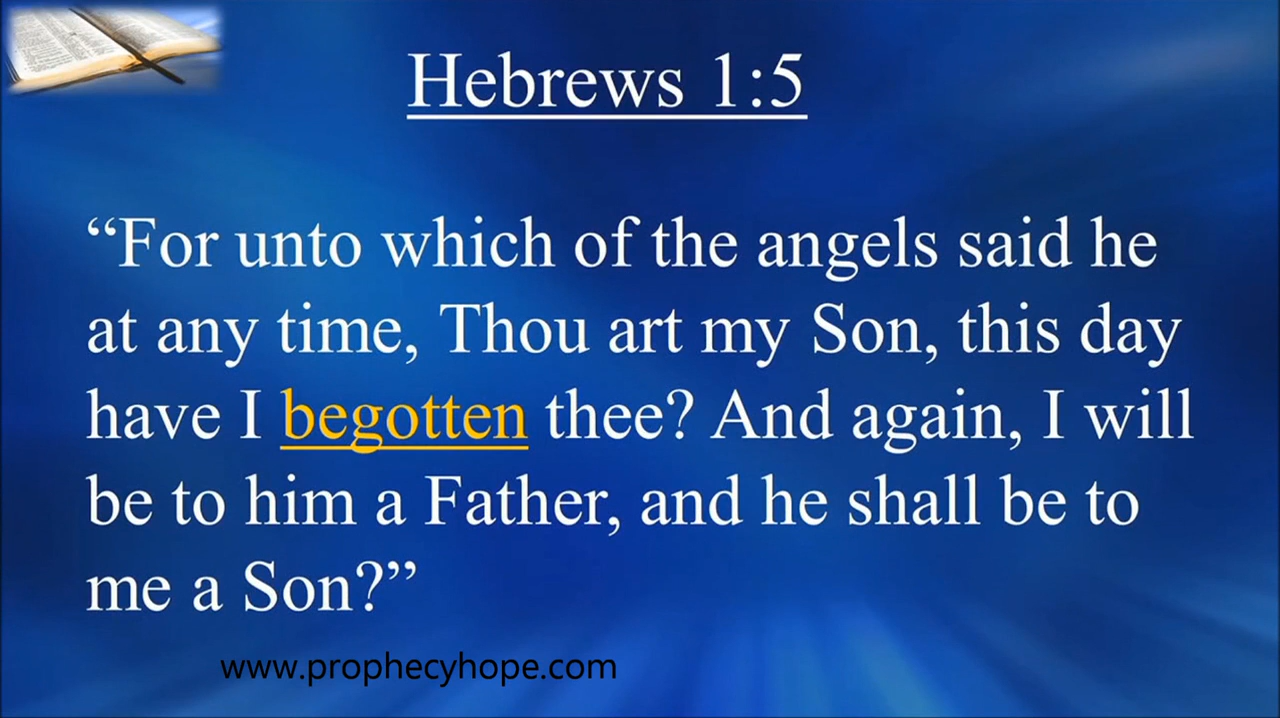 Hebrews 1:5
“For unto which of the angels said he
at any time, Thou art my Son, this day
have I begotten thee? And again, I will
be to him a Father, and he shall be to
me a Son?”
www.prophecyhope.com